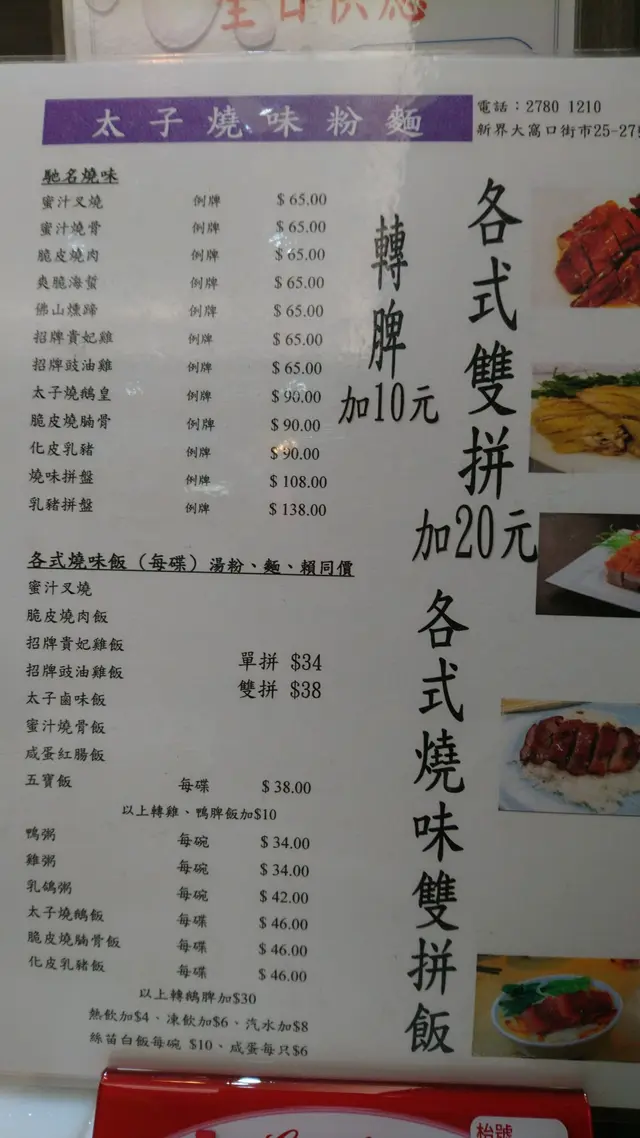 全日供應
太子燒味粉麵
電話：2780 1210
新界大窩口街市25-27
馳名燒味
蜜汁叉燒 例牌 $ 65.00
蜜汁燒骨 例牌 $ 65.00
脆皮燒肉 例牌 $ 65.00
爽脆海蜇 例牌 $ 65.00
佛山燻蹄 例牌 $ 65.00
招牌貴妃雞 例牌 $ 65.00
招牌豉油雞 例牌 $ 65.00
太子燒鵝皇 例牌 $ 90.00
脆皮燒腩骨 例牌 $ 90.00
化皮乳豬 例牌 $ 90.00
燒味拼盤 例牌 $ 108.00
乳豬拼盤 例牌 $ 138.00
轉脾
加10元
各式雙拼
加20元
各式燒味飯（每碟）湯粉、麵、賴同價
蜜汁叉燒
脆皮燒肉飯
招牌貴妃雞飯
招牌豉油雞飯
太子鹵味飯
蜜汁燒骨飯
咸蛋紅腸飯
單拼 $34
雙拼 $38
五寶飯 每碟 $ 38.00
以上轉雞、鴨脾飯加$10
鴨粥 每碗 $ 34.00
雞粥 每碗 $ 34.00
乳鴿粥 每碗 $ 42.00
太子燒鵝飯 每碟 $ 46.00
脆皮燒腩骨飯 每碟 $ 46.00
化皮乳豬飯 每碟 $ 46.00
以上轉鵝脾加$30
熱飲加$4、凍飲加$6、汽水加$8
絲苗白飯每碗 $10、咸蛋每只$6
各式燒味雙拼飯
枱號